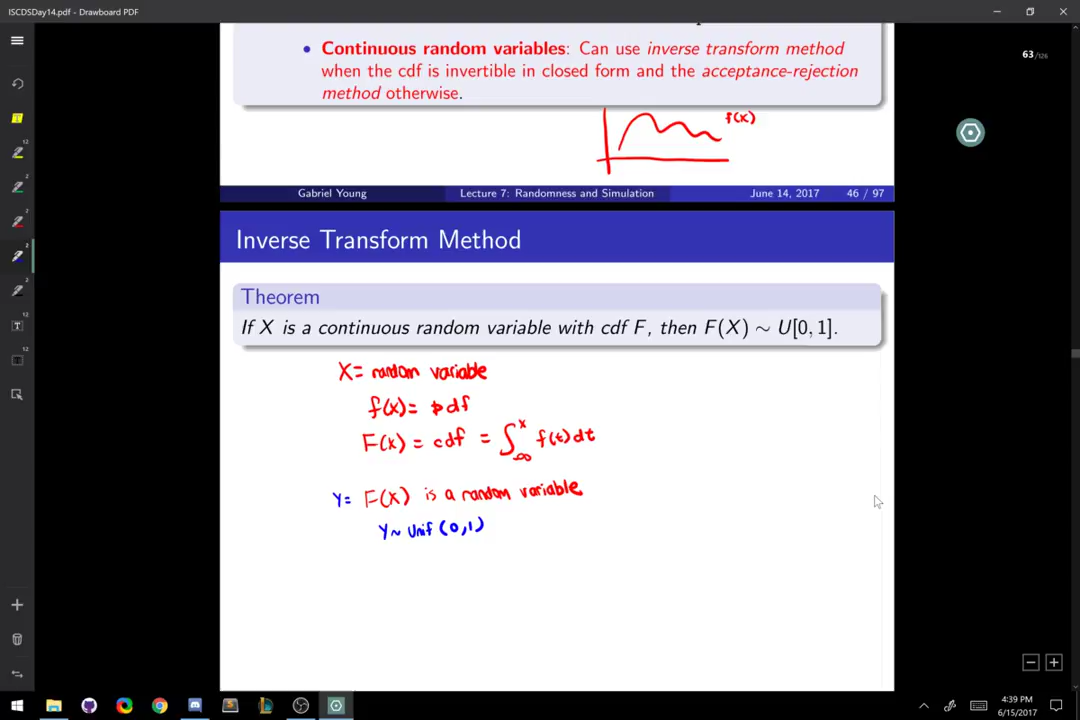 ISCDSDay14.pdf - Drawboard PDF
• Continuous random variables: Can use inverse transform method
when the cdf is invertible in closed form and the acceptance-rejection
method otherwise.
63/126
f(x)
Gabriel Young Lecture 7: Randomness and Simulation June 14, 2017 46 / 97
Inverse Transform Method
Theorem
If X is a continuous random variable with cdf F, then F(X) ∼ U[0, 1].
X = random variable
f(x) = pdf
F(x) = cdf = ∫_{-∞}^{x} f(t)dt
Y = F(X) is a random variable
Y ~ Unif (0,1)
4:39 PM
6/15/2017